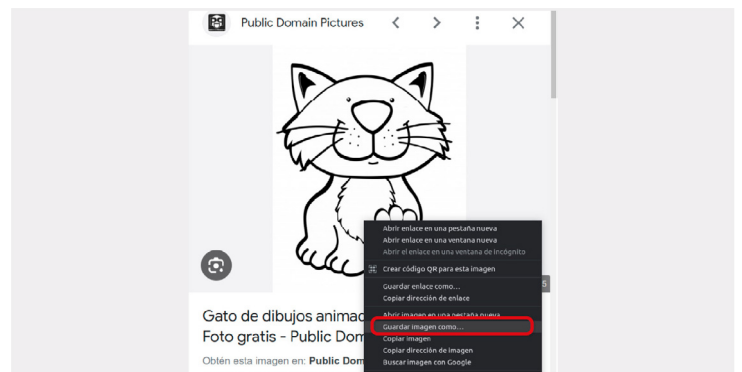 Public Domain Pictures
Abrir enlace en una pestaña nueva
Abrir enlace en una ventana nueva
Abrir el enlace en una ventana de incógnito
Crear código QR para esta imagen
Guardar enlace como...
Copiar dirección de enlace
5
Abrir imagen en una pestaña nueva
Guardar imagen como...
Copiar imagen
Copiar dirección de imagen
Buscar imagen con Google
Gato de dibujos animad
Foto gratis - Public Dom
Obtén esta imagen en: Public Dom